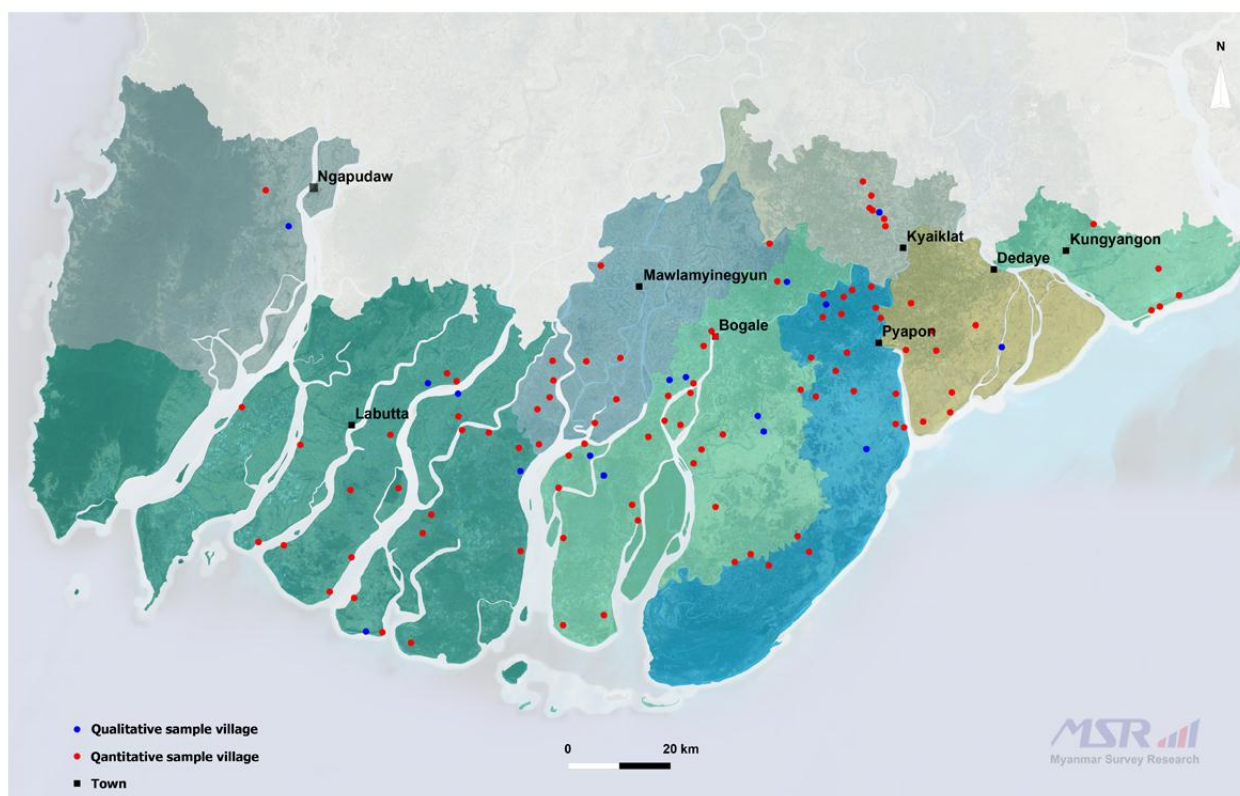 N
Ngapudaw
Kyaiklat
Kungyangon
Dedaye
Mawlamyinegyun
Bogale
Pyapon
Labutta
Qualitative sample village
Qantitative sample village
Town
0 20 km
MSR
Myanmar Survey Research